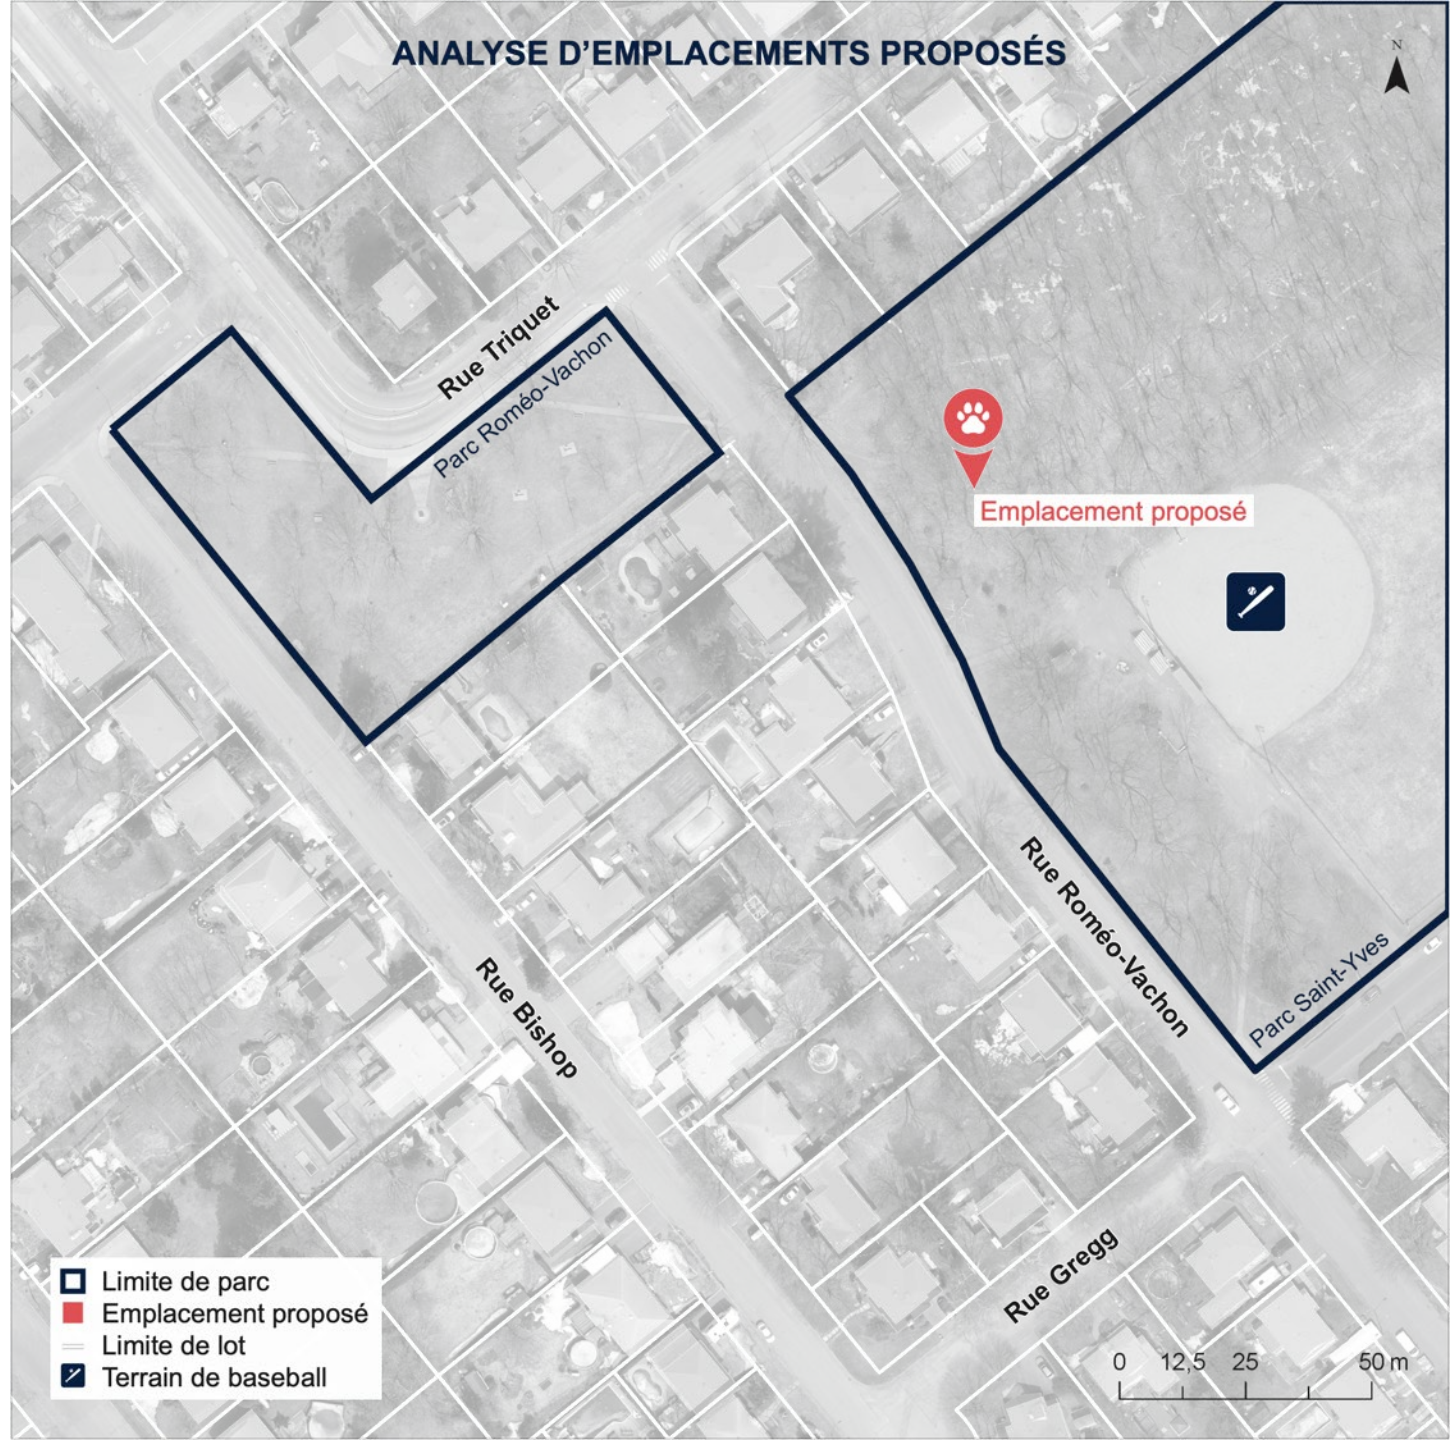 ANALYSE D’EMPLACEMENTS PROPOSÉS
N
Rue Triquet
Parc Roméo-Vachon
Emplacement proposé
Rue Roméo-Vachon
Parc Saint-Yves
Rue Bishop
Rue Gregg
Limite de parc
Emplacement proposé
Limite de lot
Terrain de baseball
0 12,5 25 50 m